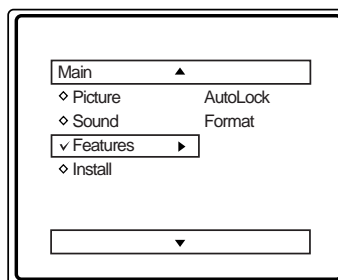 Main
Picture AutoLock
Sound Format
Features
Install